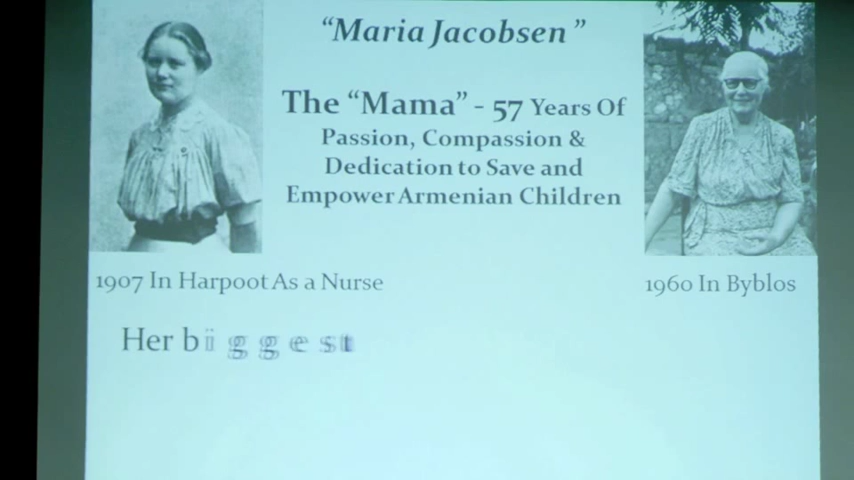 “Maria Jacobsen”
The “Mama” - 57 Years Of
Passion, Compassion &
Dedication to Save and
Empower Armenian Children
1907 In Harpoot As a Nurse
1960 In Byblos
Her biggest